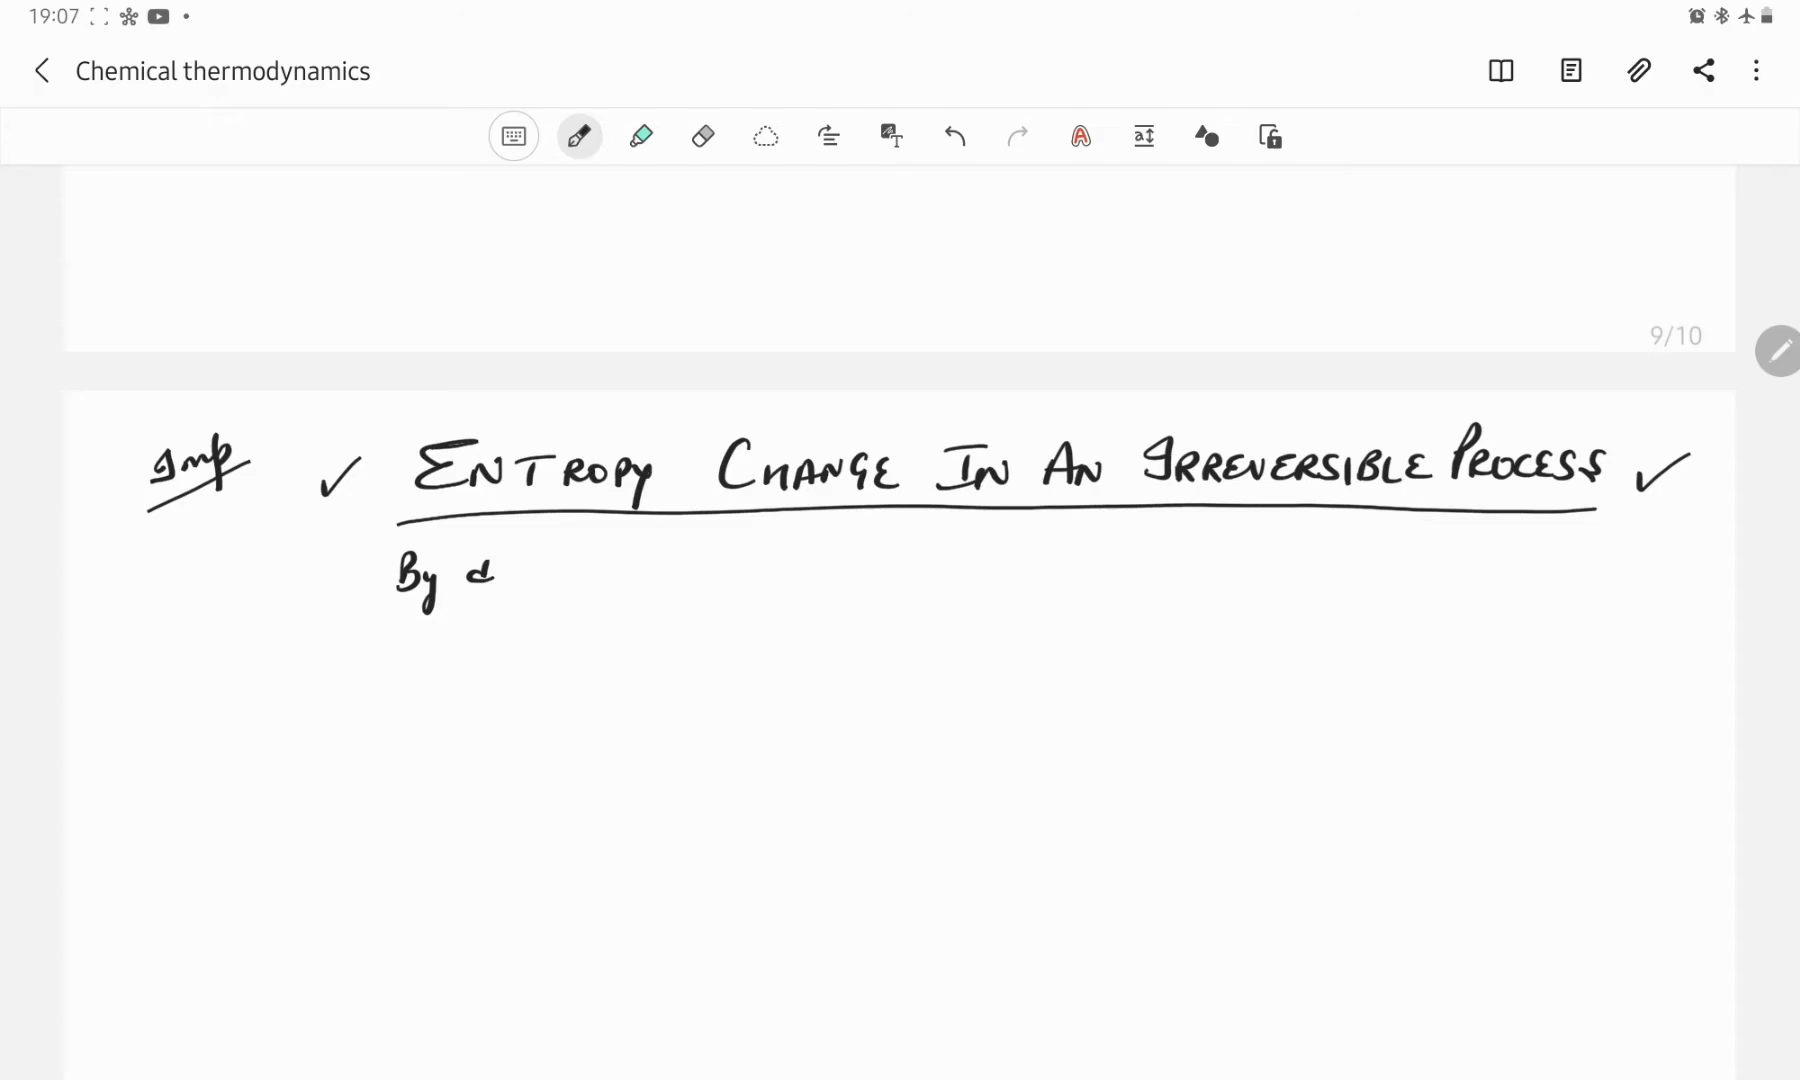 19:07
Chemical thermodynamics
9/10
Imp ✓ ENTROPY CHANGE IN AN IRREVERSIBLE PROCESS ✓
By d